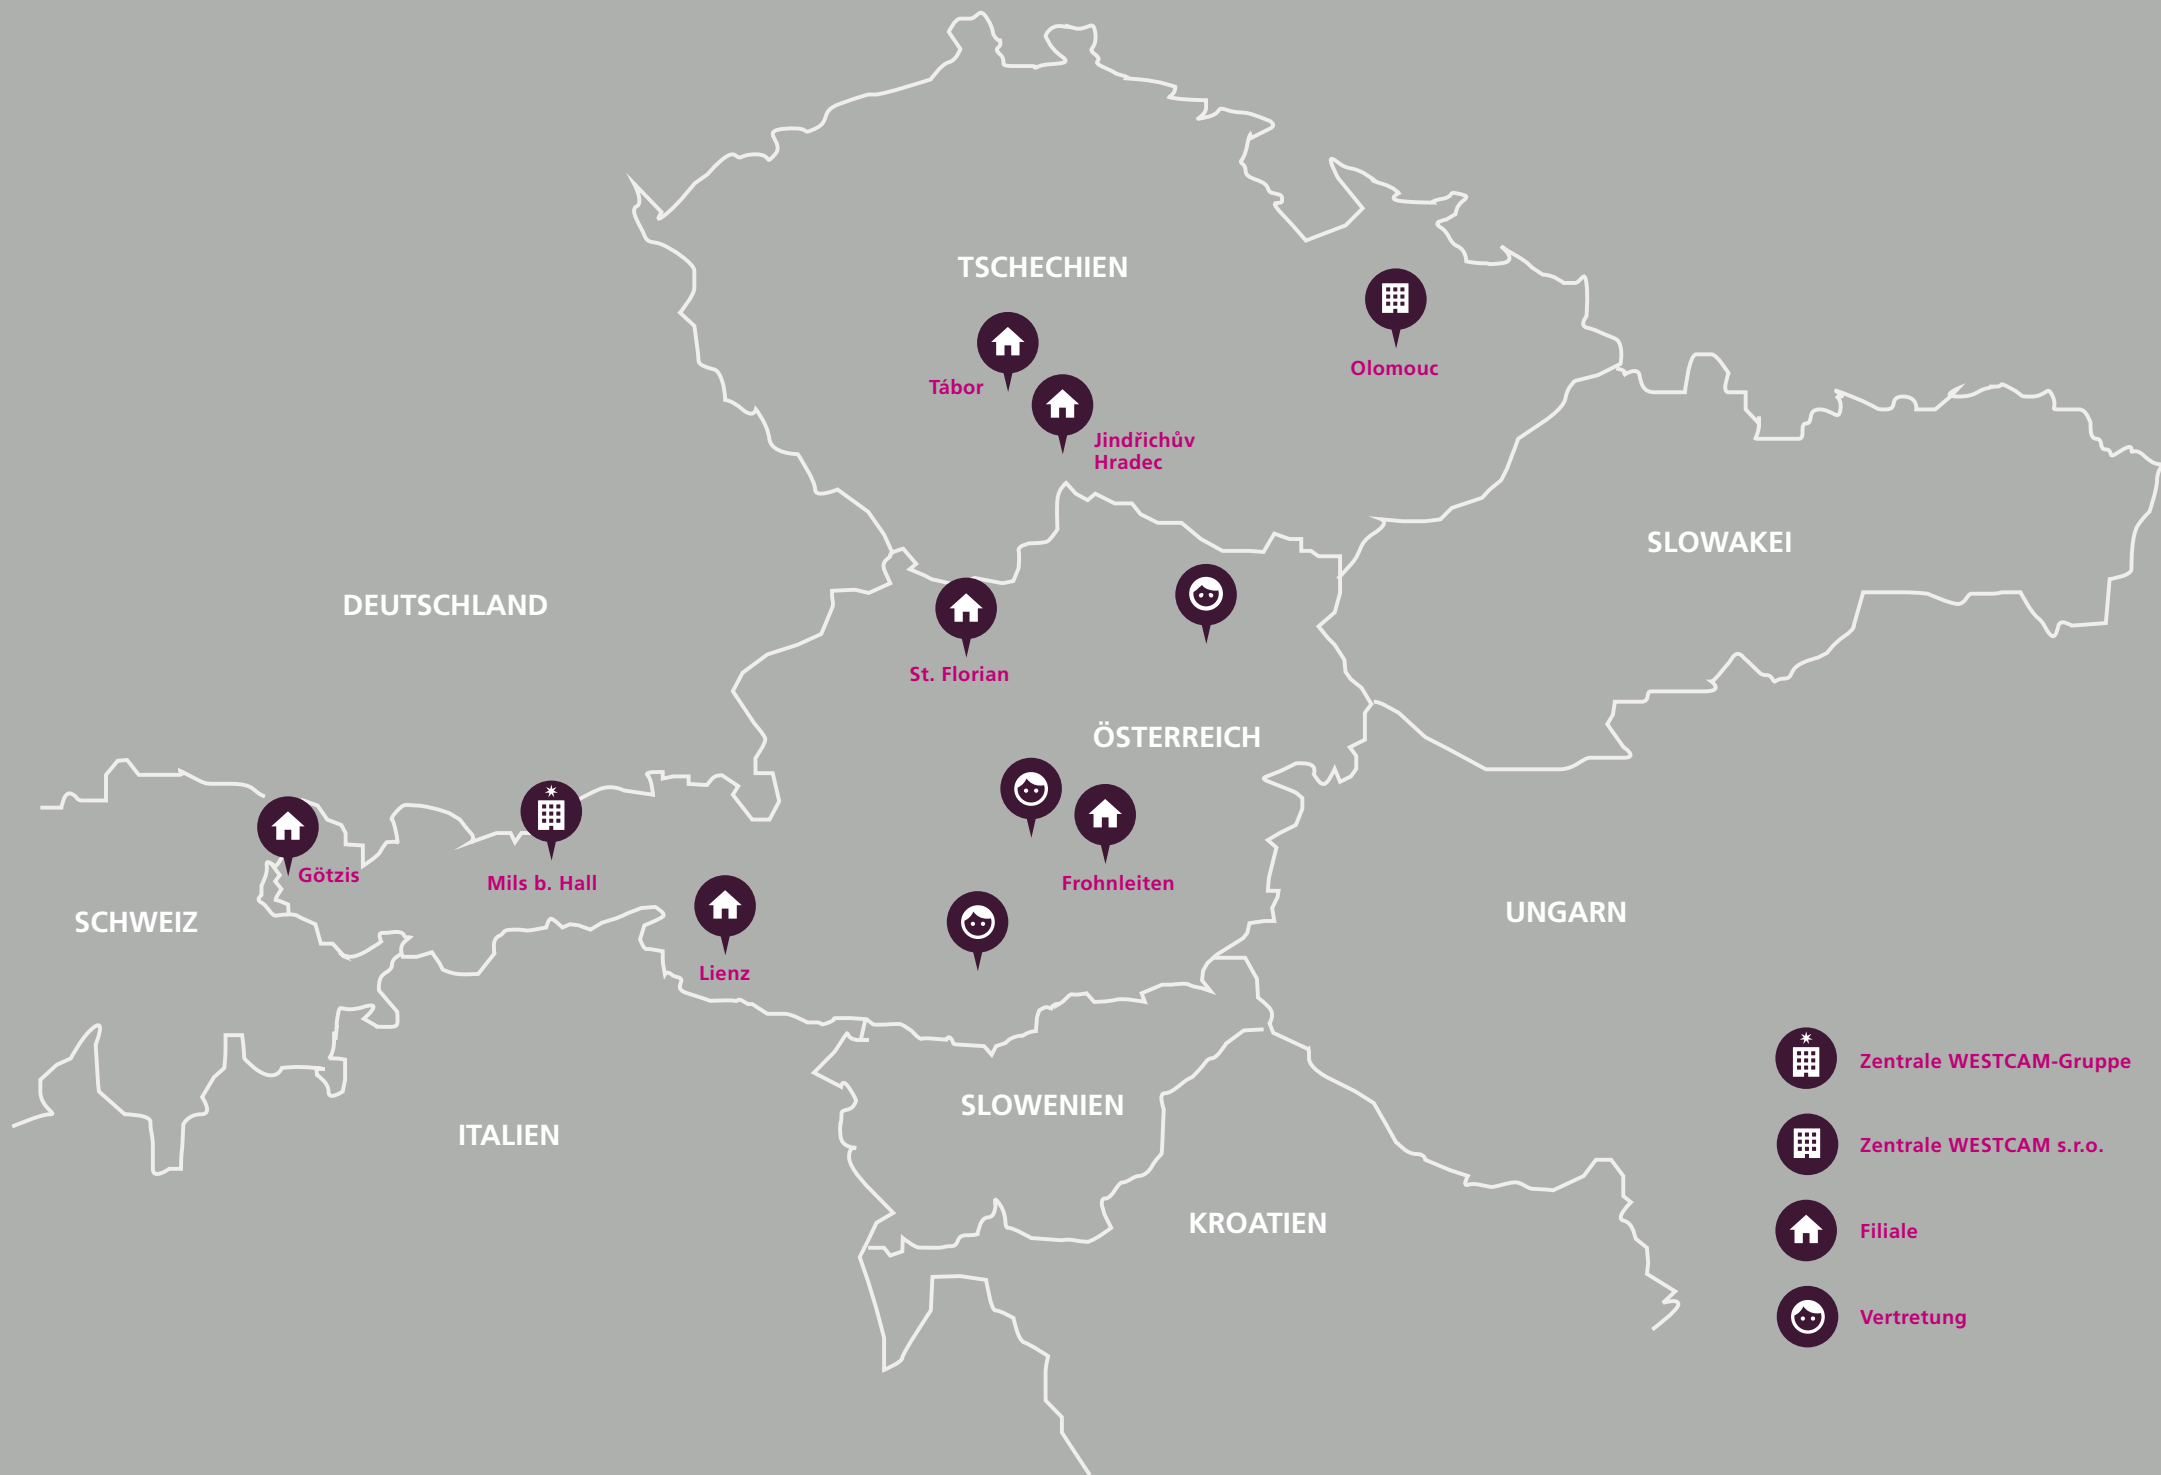 TSCHECHIEN
Olomouc
Tábor
Jindřichův
Hradec
SLOWAKEI
DEUTSCHLAND
St. Florian
ÖSTERREICH
Götzis
Mils b. Hall
Frohnleiten
SCHWEIZ
UNGARN
Lienz
Zentrale WESTCAM-Gruppe
SLOWENIEN
ITALIEN
Zentrale WESTCAM s.r.o.
KROATIEN
Filiale
Vertretung